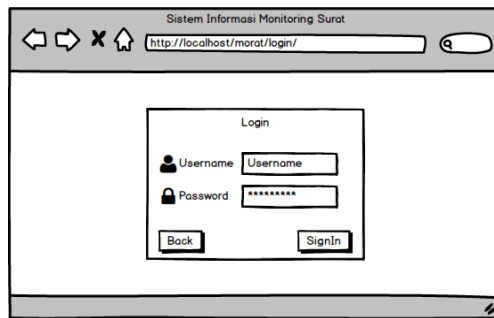 Sistem Informasi Monitoring Surat
http://localhost/morat/login/
Login
Username Username
Password *********
Back SignIn